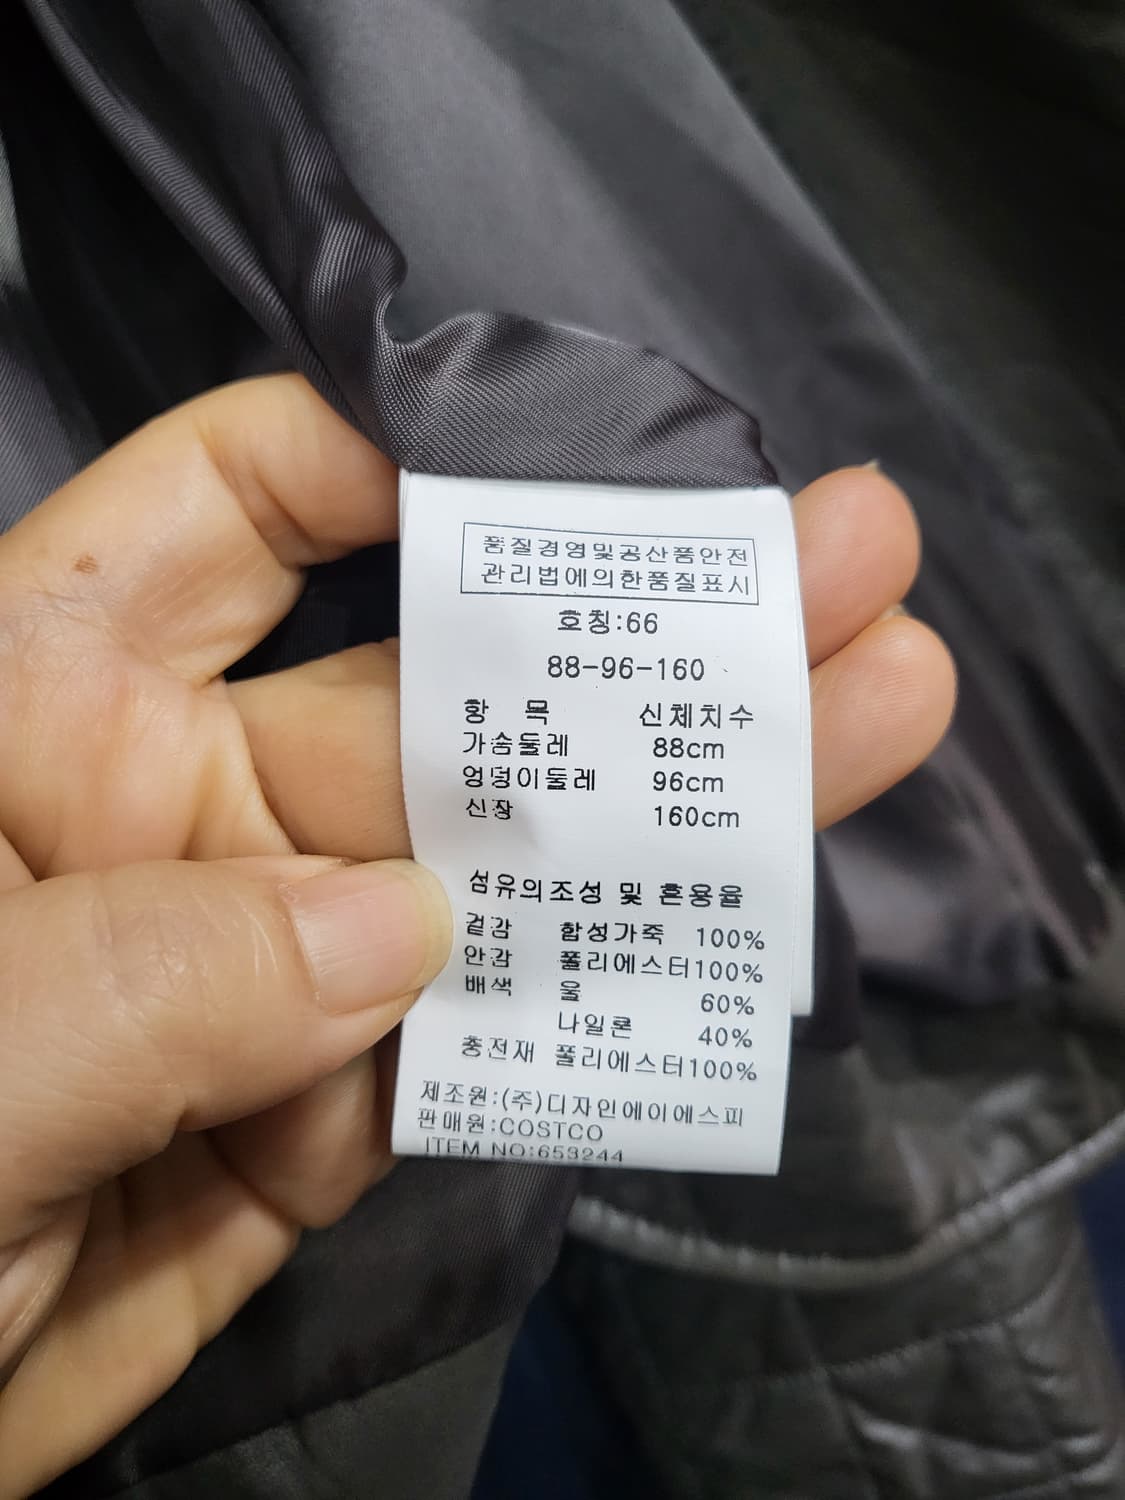 품질경영및공산품안전
관리법에의한품질표시
호칭:66
88-96-160
항 목 신체치수
가슴둘레 88cm
엉덩이둘레 96cm
신장 160cm
섬유의조성 및 혼용율
겉감 합성가죽 100%
안감 폴리에스터100%
배색 울 60%
나일론 40%
충전재 폴리에스터100%
제조원:(주)디자인에이에스피
판매원:COSTCO
ITEM NO:653244